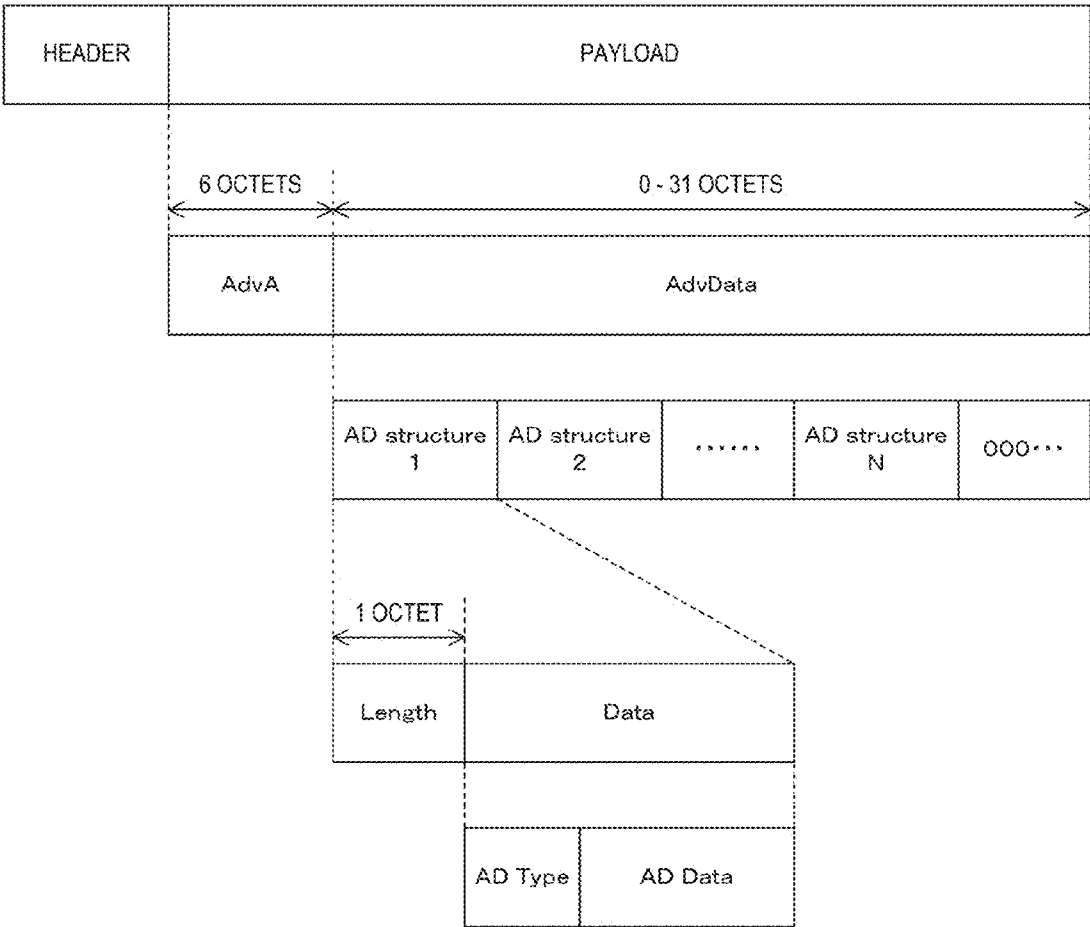 HEADER
PAYLOAD
6 OCTETS
0 - 31 OCTETS
AdvA
AdvData
AD structure
1
AD structure
2
······
AD structure
N
000···
1 OCTET
Length
Data
AD Type
AD Data